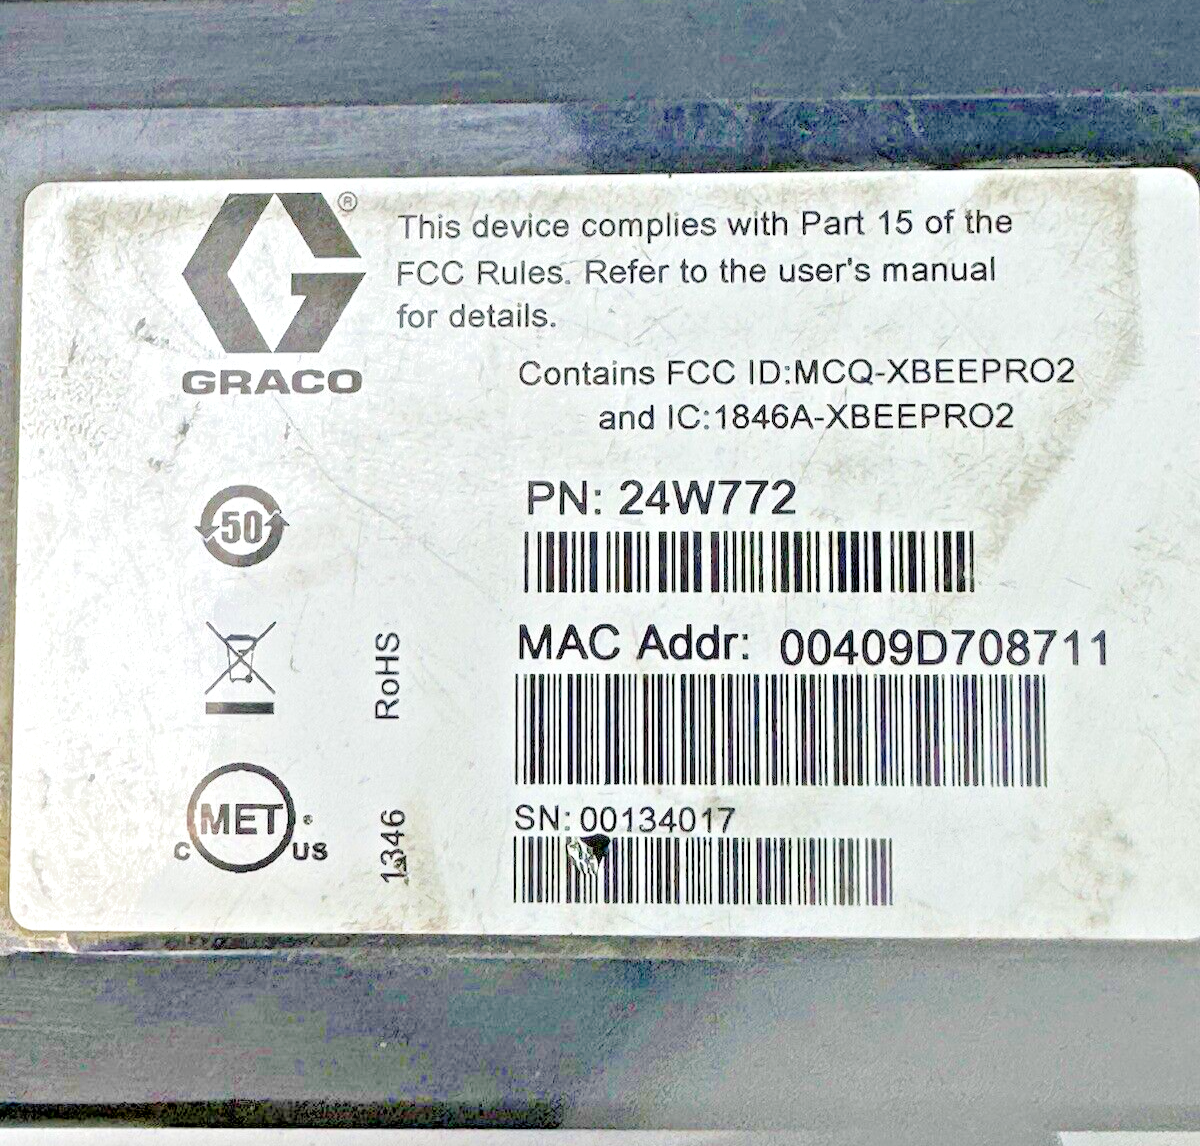 ®
GRACO
This device complies with Part 15 of the
FCC Rules. Refer to the user's manual
for details.
Contains FCC ID:MCQ-XBEEPRO2
and IC:1846A-XBEEPRO2
PN: 24W772
50
MAC Addr: 00409D708711
RoHS
SN: 00134017
1346
MET
C US